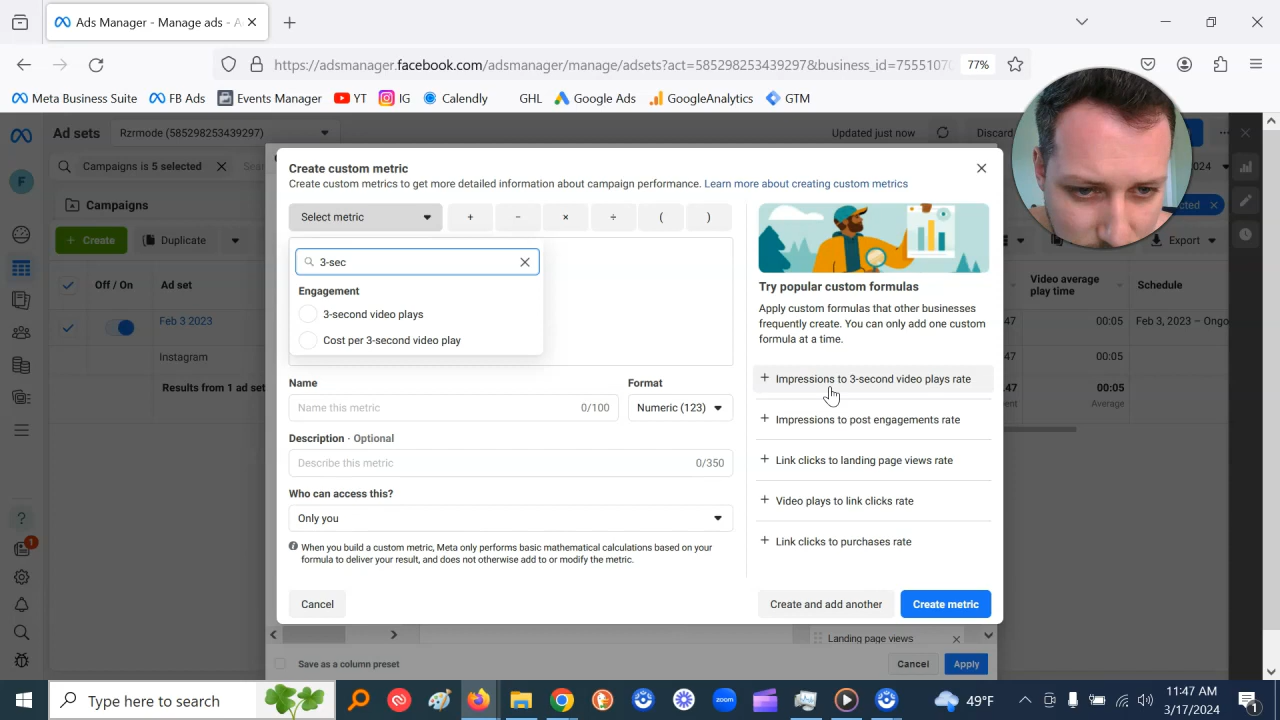 Ads Manager - Manage ads - A
https://adsmanager.facebook.com/adsmanager/manage/adsets?act=585298253439297&business_id=7555107
77%
Meta Business Suite
FB Ads
Events Manager
YT
IG
Calendly
GHL
Google Ads
GoogleAnalytics
GTM
Ad sets
Rzrmode (585298253439297)
Updated just now
Discard
Campaigns is 5 selected
2024
Campaigns
+ Create
Duplicate
Export
Off / On
Ad set
Video average play time
Schedule
Feb 3 2023
00:05
Feb 3, 2023 – Ongo
Instagram
00:05
Results from 1 ad set
00:05
Average
Create custom metric
Create custom metrics to get more detailed information about campaign performance. Learn more about creating custom metrics
Select metric
+
-
×
÷
(
)
3-sec
Engagement
3-second video plays
Cost per 3-second video play
Name
Format
Name this metric
0/100
Numeric (123)
Description · Optional
Describe this metric
0/350
Who can access this?
Only you
When you build a custom metric, Meta only performs basic mathematical calculations based on your
formula to deliver your result, and does not otherwise add to or modify the metric.
Try popular custom formulas
Apply custom formulas that other businesses
frequently create. You can only add one custom
formula at a time.
+ Impressions to 3-second video plays rate
+ Impressions to post engagements rate
+ Link clicks to landing page views rate
+ Video plays to link clicks rate
+ Link clicks to purchases rate
Cancel
Create and add another
Create metric
Landing page views
Save as a column preset
Cancel
Apply
Type here to search
zoom
49°F
11:47 AM
3/17/2024